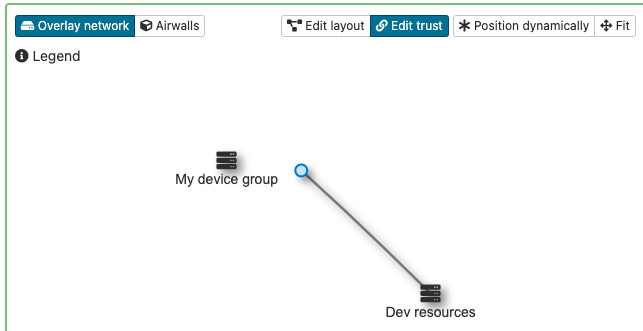 Overlay network Airwalls Edit layout Edit trust Position dynamically Fit
Legend
My device group
Dev resources